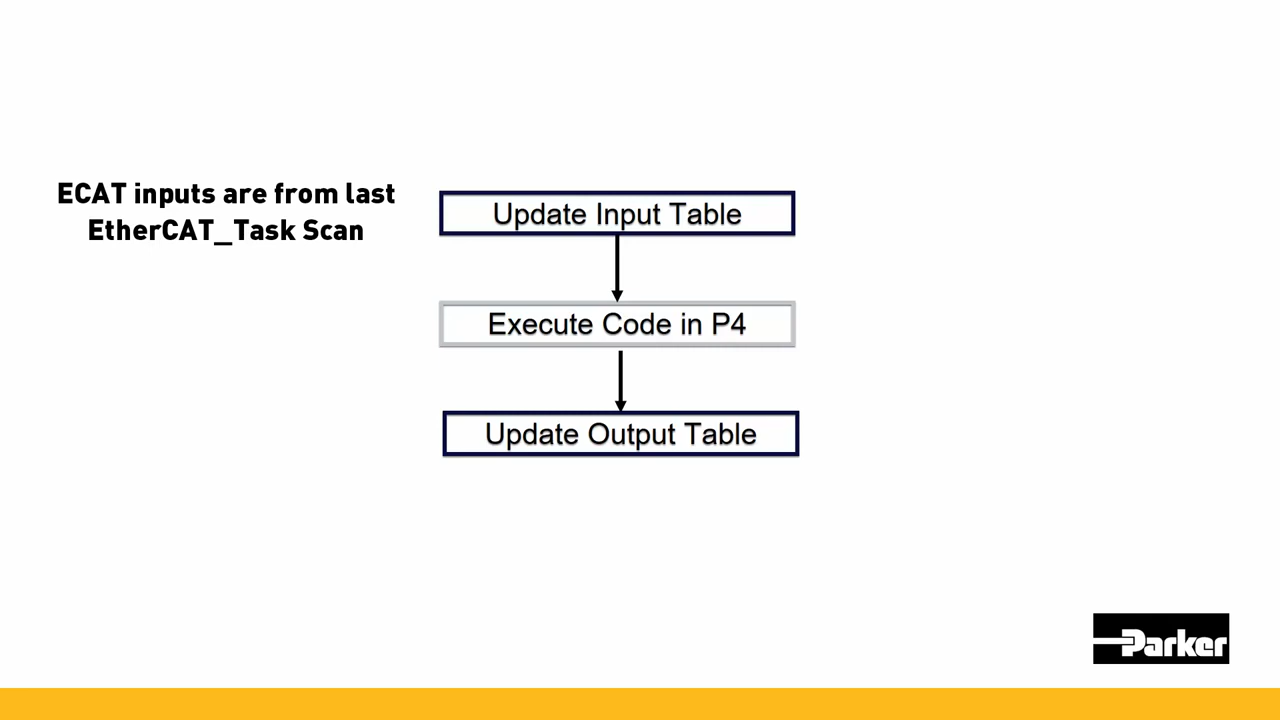 ECAT inputs are from last
EtherCAT_Task Scan
Update Input Table
Execute Code in P4
Update Output Table
Parker